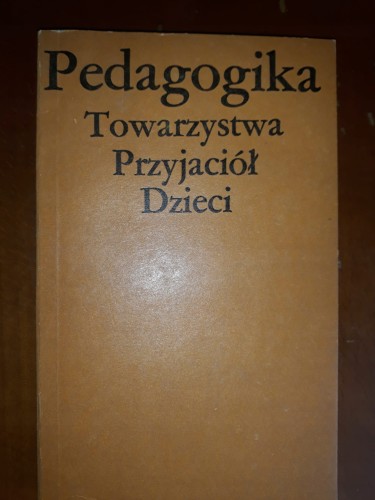 Pedagogika
Towarzystwa
Przyjaciół
Dzieci